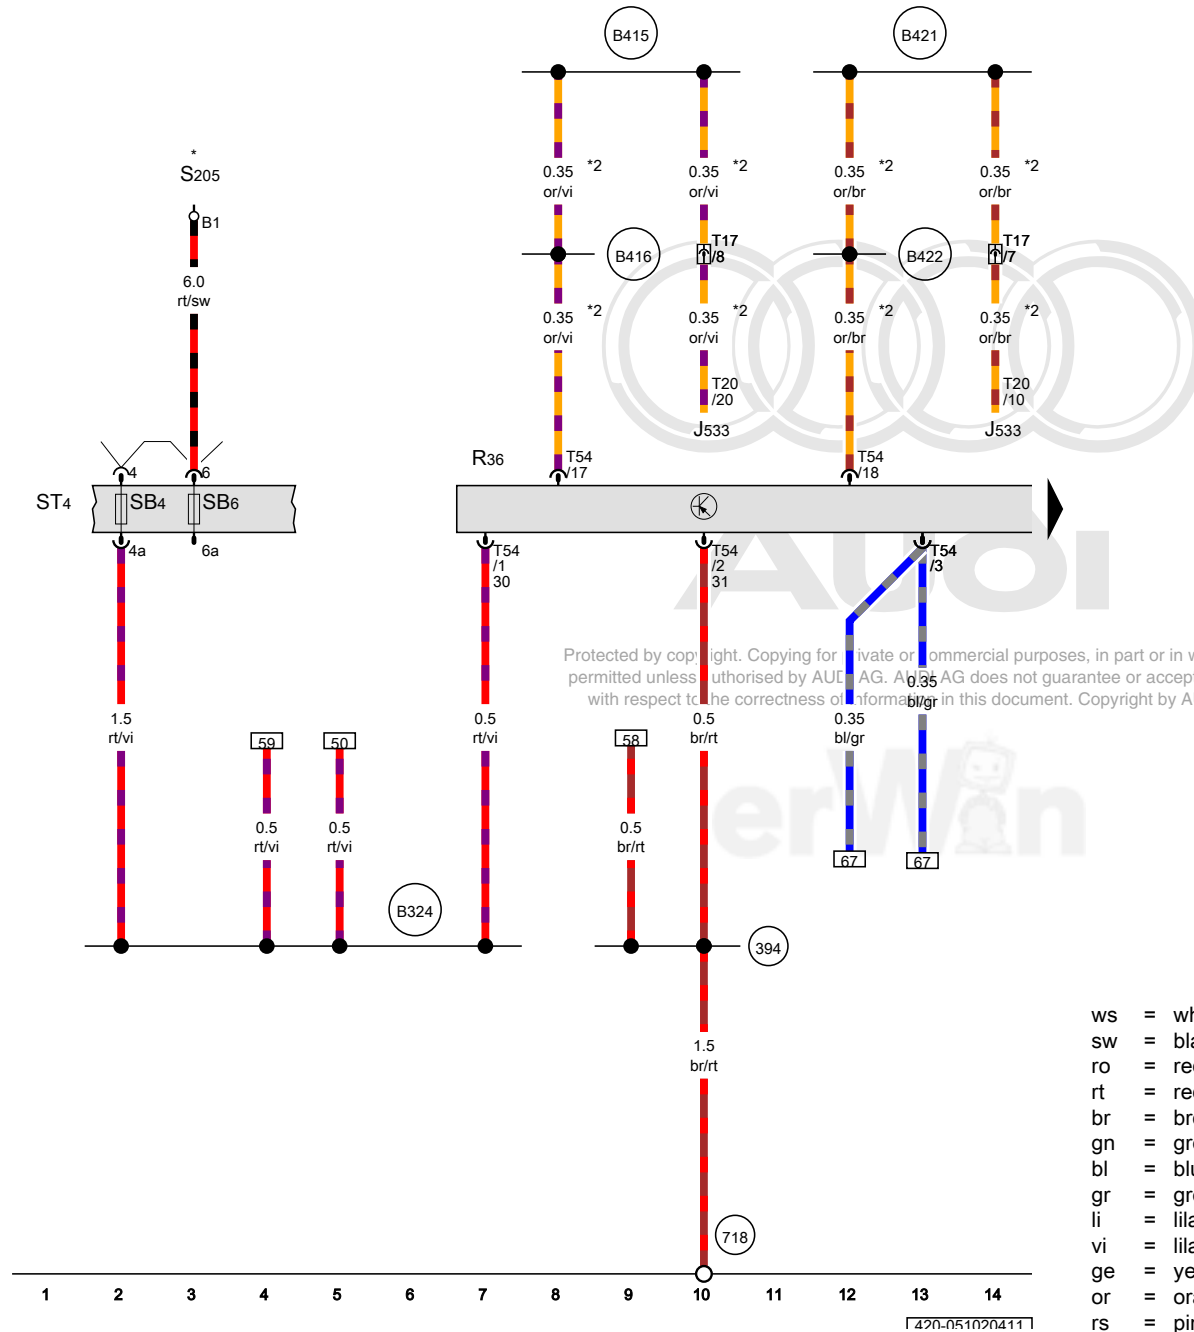 B415
B421
*
S205
B1
6.0
rt/sw
0.35 *2
or/vi
0.35 *2
or/vi
0.35 *2
or/br
0.35 *2
or/br
B416
T17
/8
B422
T17
/7
0.35 *2
or/vi
0.35 *2
or/vi
0.35 *2
or/br
0.35 *2
or/br
T20
/20
J533
T20
/10
J533
R36
T54
/17
T54
/18
4
6
ST4
SB4
SB6
4a
6a
T54
/1
30
T54
/2
31
T54
/3
AUDI
Protected by copyright. Copying for private or commercial purposes, in part or in
permitted unless authorised by AUDI AG. AUDI AG does not guarantee or accept
with respect to the correctness of information in this document. Copyright by
erWin
1.5
rt/vi
59
50
0.5
rt/vi
58
0.5
br/rt
0.35
bl/gr
0.35
bl/gr
0.5
rt/vi
0.5
rt/vi
0.5
br/rt
67
67
B324
394
1.5
br/rt
718
ws =
sw =
ro =
rt =
br =
gn =
bl =
gr =
li =
vi =
ge =
or =
rs =
1 2 3 4 5 6 7 8 9 10 11 12 13 14
420-051020411